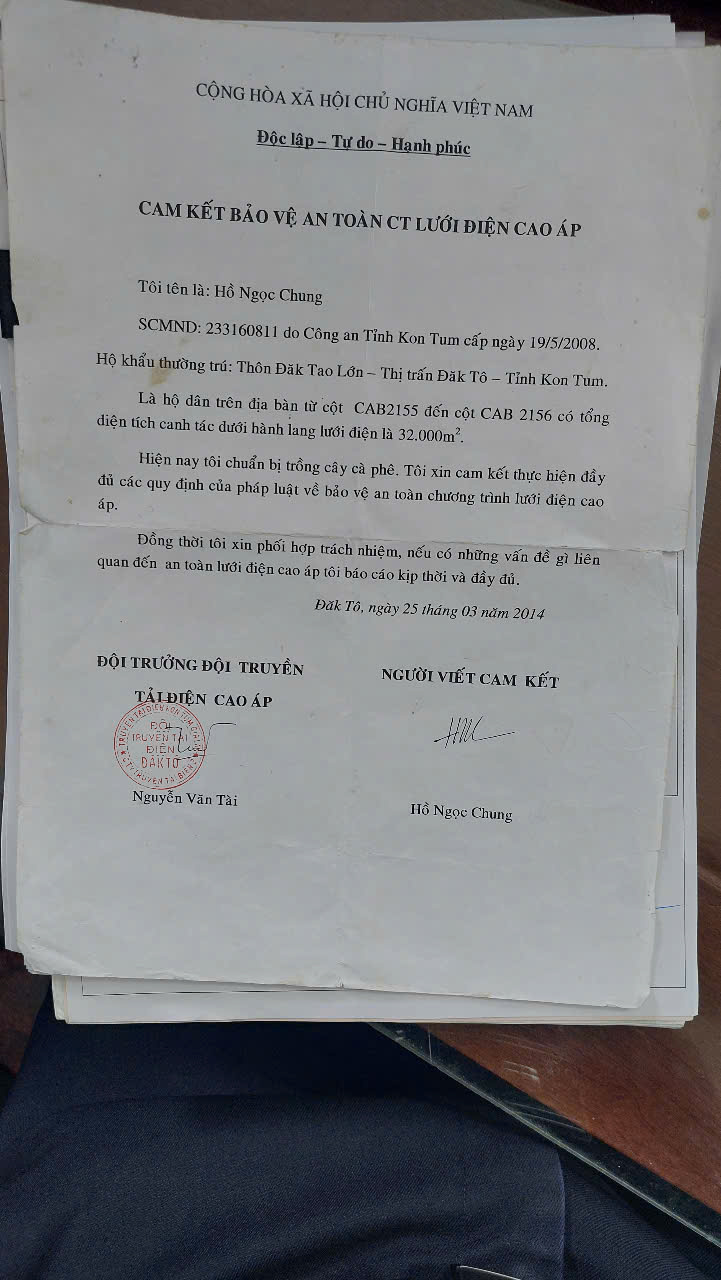 CỘNG HÒA XÃ HỘI CHỦ NGHĨA VIỆT NAM
Độc lập – Tự do – Hạnh phúc
CAM KẾT BẢO VỆ AN TOÀN CT LƯỚI ĐIỆN CAO ÁP
Tôi tên là: Hồ Ngọc Chung
SCMND: 233160811 do Công an Tỉnh Kon Tum cấp ngày 19/5/2008.
Hộ khẩu thường trú: Thôn Đăk Tao Lớn – Thị trấn Đăk Tô – Tỉnh Kon Tum.
Là hộ dân trên địa bàn từ cột CAB2155 đến cột CAB 2156 có tổng
diện tích canh tác dưới hành lang lưới điện là 32.000m².
Hiện nay tôi chuẩn bị trồng cây cà phê. Tôi xin cam kết thực hiện đầy
đủ các quy định của pháp luật về bảo vệ an toàn chương trình lưới điện cao
áp.
Đồng thời tôi xin phối hợp trách nhiệm, nếu có những vấn đề gì liên
quan đến an toàn lưới điện cao áp tôi báo cáo kịp thời và đầy đủ.
Đăk Tô, ngày 25 tháng 03 năm 2014
ĐỘI TRƯỞNG ĐỘI TRUYỀN
TẢI ĐIỆN CAO ÁP
NGƯỜI VIẾT CAM KẾT
ĐỘI
TRUYỀN TẢI
ĐIỆN
ĐĂKTÔ
Nguyễn Văn Tài
Hồ Ngọc Chung